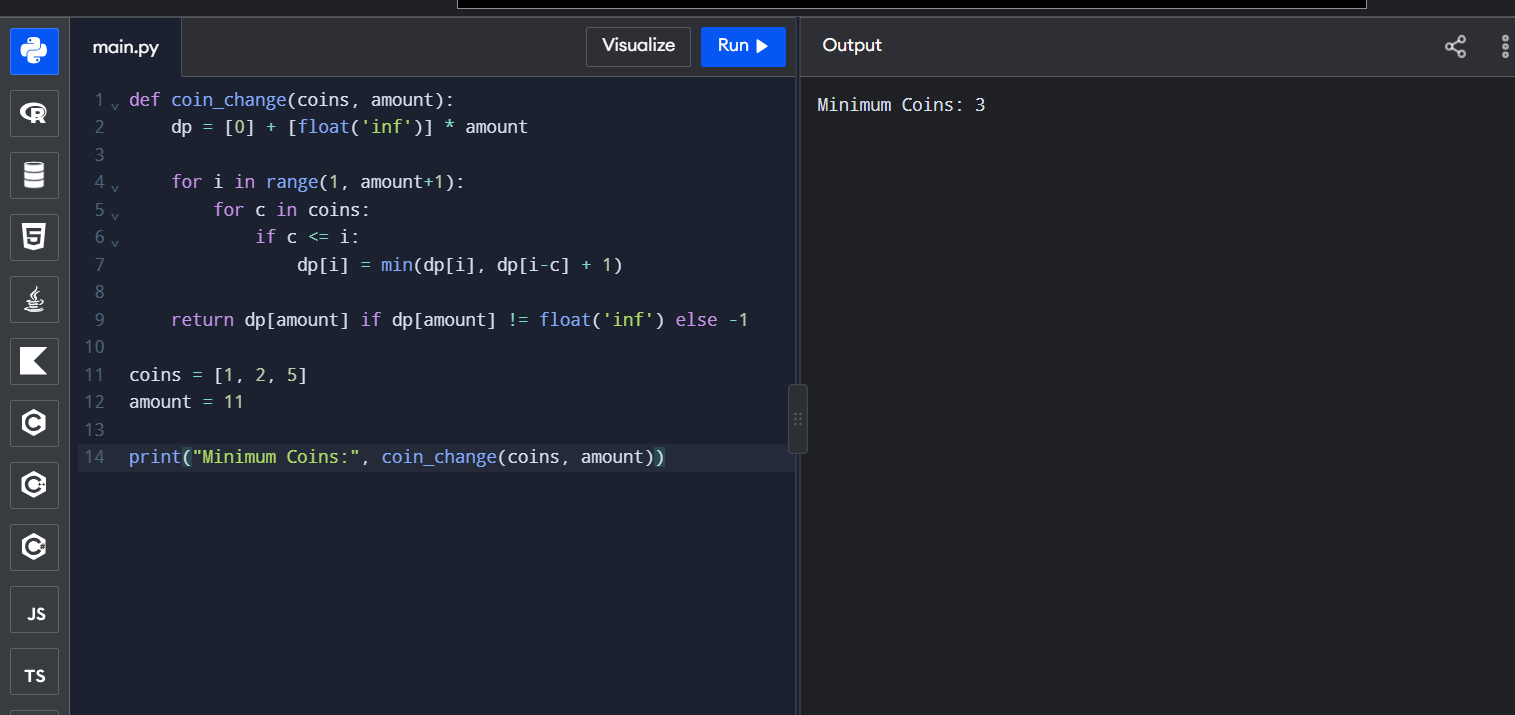 main.py
Visualize
Run
Output
1 def coin_change(coins, amount):
2     dp = [0] + [float('inf')] * amount
3
4     for i in range(1, amount+1):
5         for c in coins:
6             if c <= i:
7                 dp[i] = min(dp[i], dp[i-c] + 1)
8
9     return dp[amount] if dp[amount] != float('inf') else -1
10
11 coins = [1, 2, 5]
12 amount = 11
13
14 print("Minimum Coins:", coin_change(coins, amount))
Minimum Coins: 3
R
5
C
C++
C#
JS
TS